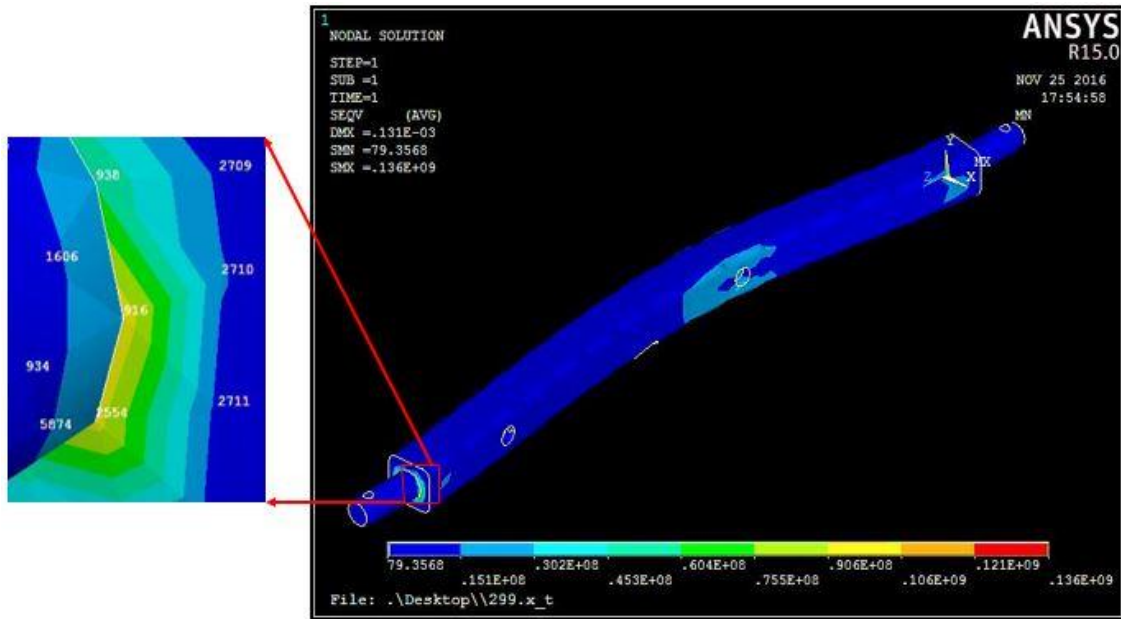 1
NODAL SOLUTION
STEP=1
SUB =1
TIME=1
SEQV (AVG)
DMX =.131E-03
SMN =79.3568
SMX =.136E+09
ANSYS
R15.0
NOV 25 2016
17:54:58
MN
Y
MX
Z X
938
2709
1606
2710
916
934
2711
2554
5874
79.3568 .302E+08 .604E+08 .906E+08 .121E+09
.151E+08 .453E+08 .755E+08 .106E+09 .136E+09
File: .\Desktop\\299.x_t